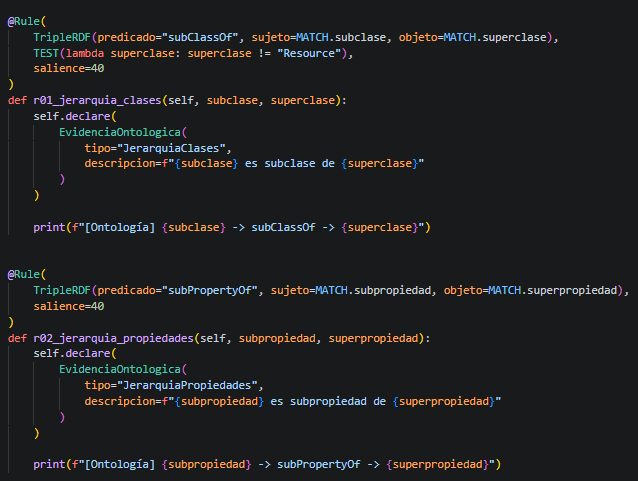 @Rule(
    TripleRDF(predicado="subClassOf", sujeto=MATCH.subclase, objeto=MATCH.superclase),
    TEST(lambda superclase: superclase != "Resource"),
    salience=40
)
def r01_jerarquia_clases(self, subclase, superclase):
    self.declare(
        EvidenciaOntologica(
            tipo="JerarquiaClases",
            descripcion=f"{subclase} es subclase de {superclase}"
        )
    )

    print(f"[Ontología] {subclase} -> subClassOf -> {superclase}")


@Rule(
    TripleRDF(predicado="subPropertyOf", sujeto=MATCH.subpropiedad, objeto=MATCH.superpropiedad),
    salience=40
)
def r02_jerarquia_propiedades(self, subpropiedad, superpropiedad):
    self.declare(
        EvidenciaOntologica(
            tipo="JerarquiaPropiedades",
            descripcion=f"{subpropiedad} es subpropiedad de {superpropiedad}"
        )
    )

    print(f"[Ontología] {subpropiedad} -> subPropertyOf -> {superpropiedad}")